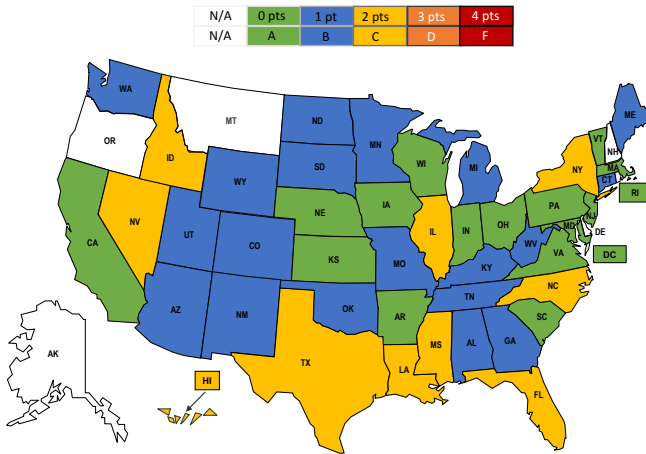 N/A 0 pts 1 pt 2 pts 3 pts 4 pts
N/A A B C D F
WA
MT
ND
MN
ME
OR
ID
SD
WI
MI
VT
NH
NY
MA
CT
RI
WY
NE
IA
PA
NJ
NV
UT
CO
IL
IN
OH
MD
DE
DC
CA
KS
MO
KY
WV
VA
AZ
NM
OK
AR
TN
NC
SC
TX
LA
MS
AL
GA
AK
HI
FL